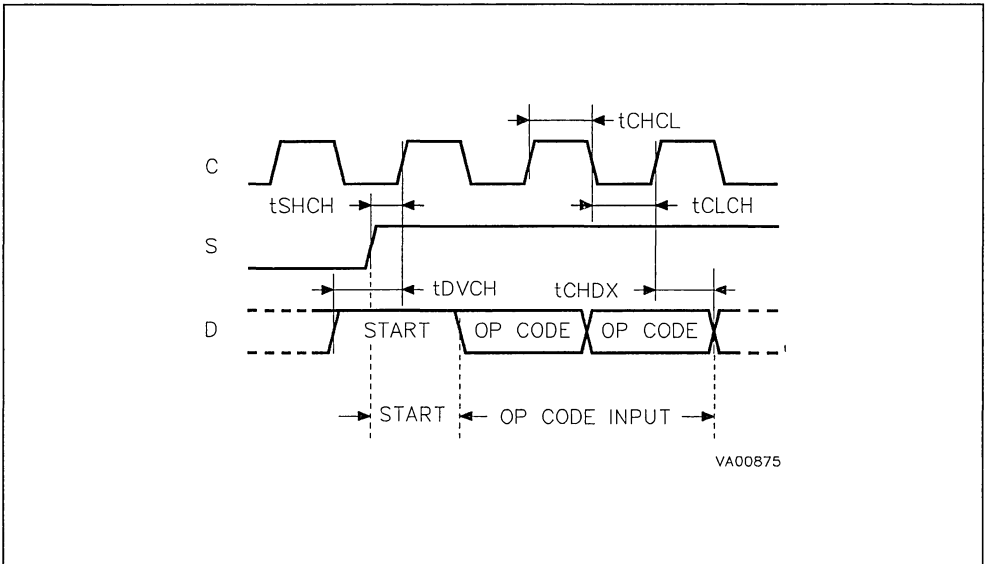 tCHCL
C
tSHCH
tCLCH
S
tDVCH
tCHDX
D
START
OP CODE
OP CODE
START
OP CODE INPUT
VA00875